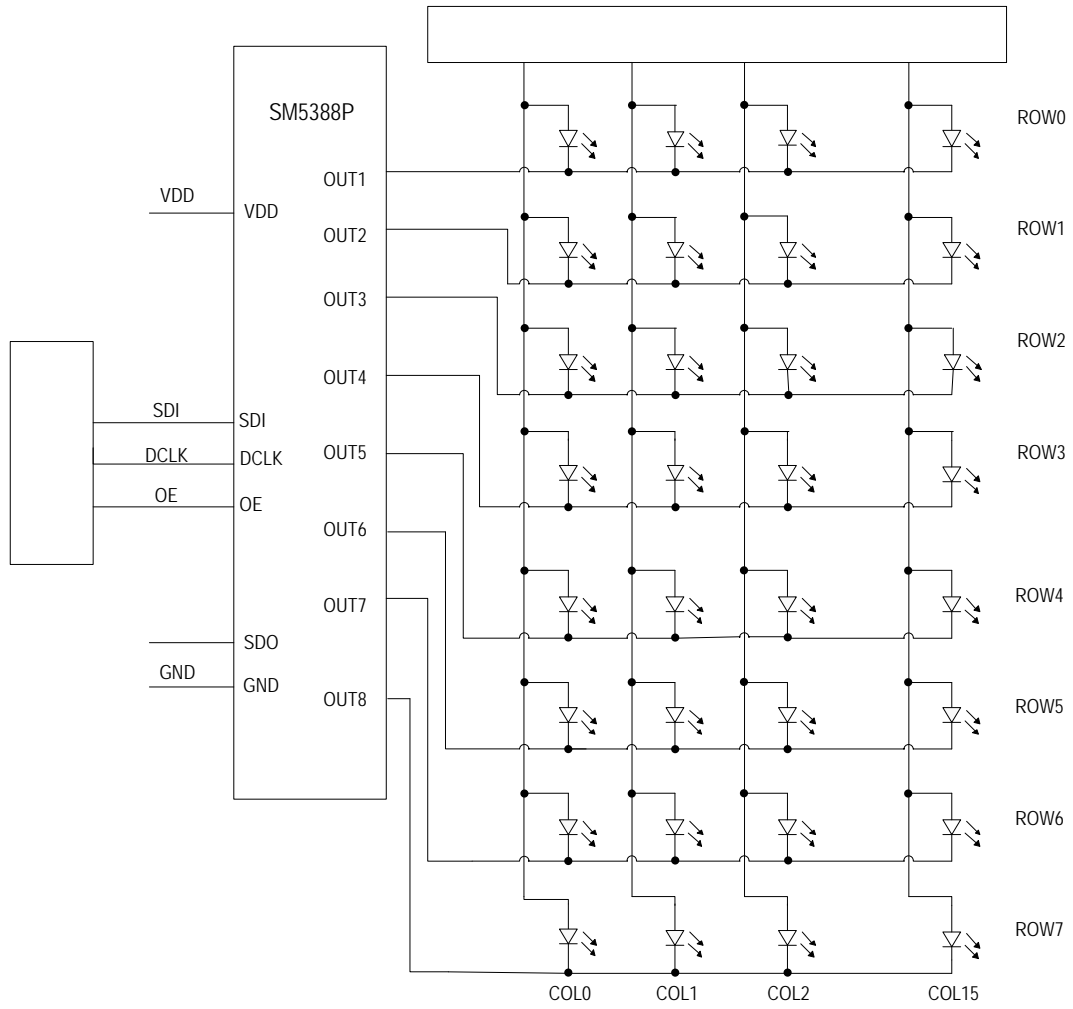 SM5388P
ROW0
OUT1
VDD
VDD
OUT2
ROW1
OUT3
ROW2
OUT4
SDI
SDI
DCLK
DCLK
OUT5
ROW3
OE
OE
OUT6
OUT7
ROW4
SDO
GND
GND
OUT8
ROW5
ROW6
ROW7
COL0
COL1
COL2
COL15